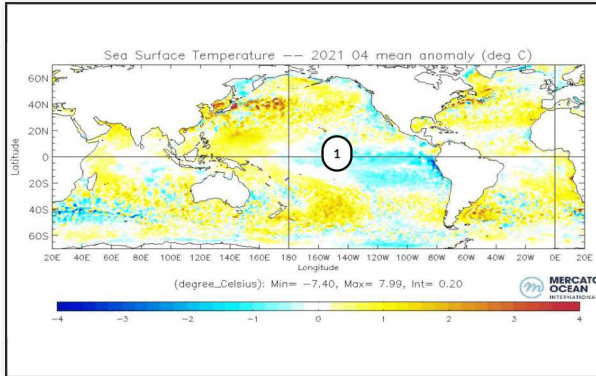 Sea Surface Temperature -- 2021 04 mean anomaly (deg C)
60N
40N
20N
0
20S
40S
60S
Latitude
1
20E 40E 60E 80E 100E 120E 140E 160E 180 160W 140W 120W 100W 80W 60W 40W 20W 0E 20E
Longitude
(degree_Celsius): Min= -7.40, Max= 7.99, Int= 0.20
MERCATO
OCEAN
INTERNATIONAL
-4 -3 -2 -1 0 1 2 3 4